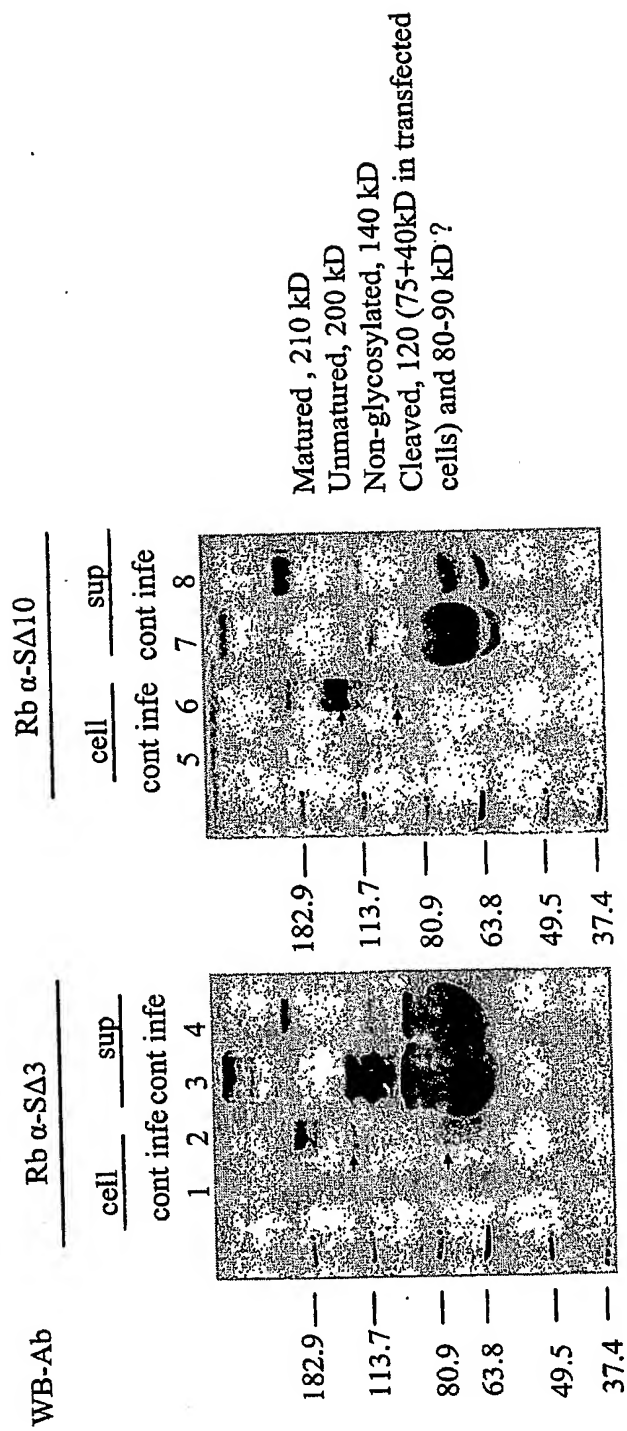 WB-Ab
Rb α-SΔ3
Rb α-SΔ10
cell sup
cell sup
cont infe cont infe
cont infe cont infe
1 2 3 4
5 6 7 8
182.9
113.7
80.9
63.8
49.5
37.4
182.9
113.7
80.9
63.8
49.5
37.4
Matured , 210 kD
Unmatured, 200 kD
Non-glycosylated, 140 kD
Cleaved, 120 (75+40kD in transfected
cells) and 80-90 kD ?